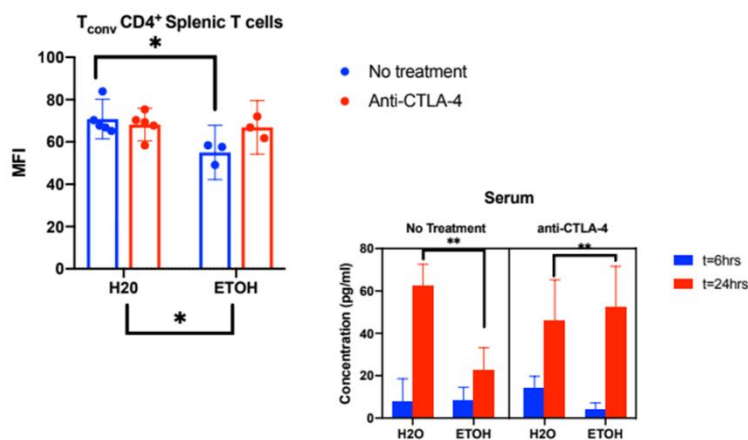 Tconv CD4+ Splenic T cells
*
100
80
60
40
20
0
MFI
H20
ETOH
*
No treatment
Anti-CTLA-4
Serum
No Treatment
anti-CTLA-4
**
**
80
60
40
20
0
Concentration (pg/ml)
H2O
ETOH
H2O
ETOH
t=6hrs
t=24hrs